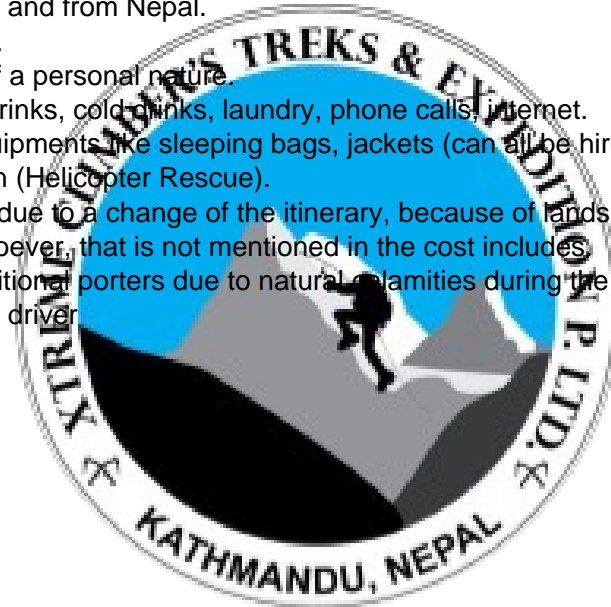 and from Nepal.
a personal nature.
rinks, cold drinks, laundry, phone calls, internet.
uipments like sleeping bags, jackets (can all be hir
n (Helicopter Rescue).
due to a change of the itinerary, because of lands
oever, that is not mentioned in the cost includes.
itional porters due to natural calamities during the
driver
XTREME CLIMBER'S TREKS & EXPEDITION P. LTD.
KATHMANDU, NEPAL